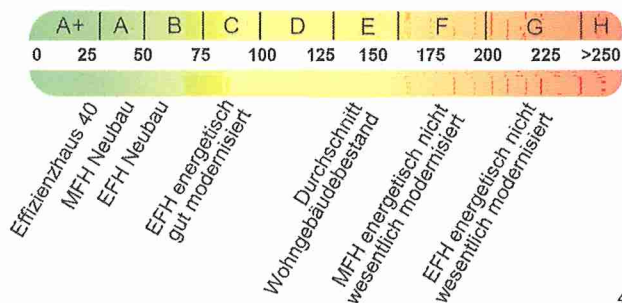 A+ A B C D E F G H
0 25 50 75 100 125 150 175 200 225 >250
Effizienzhaus 40
MFH Neubau
EFH Neubau
EFH energetisch
gut modernisiert
Durchschnitt
Wohngebäudebestand
MFH energetisch nicht
wesentlich modernisiert
EFH energetisch nicht
wesentlich modernisiert